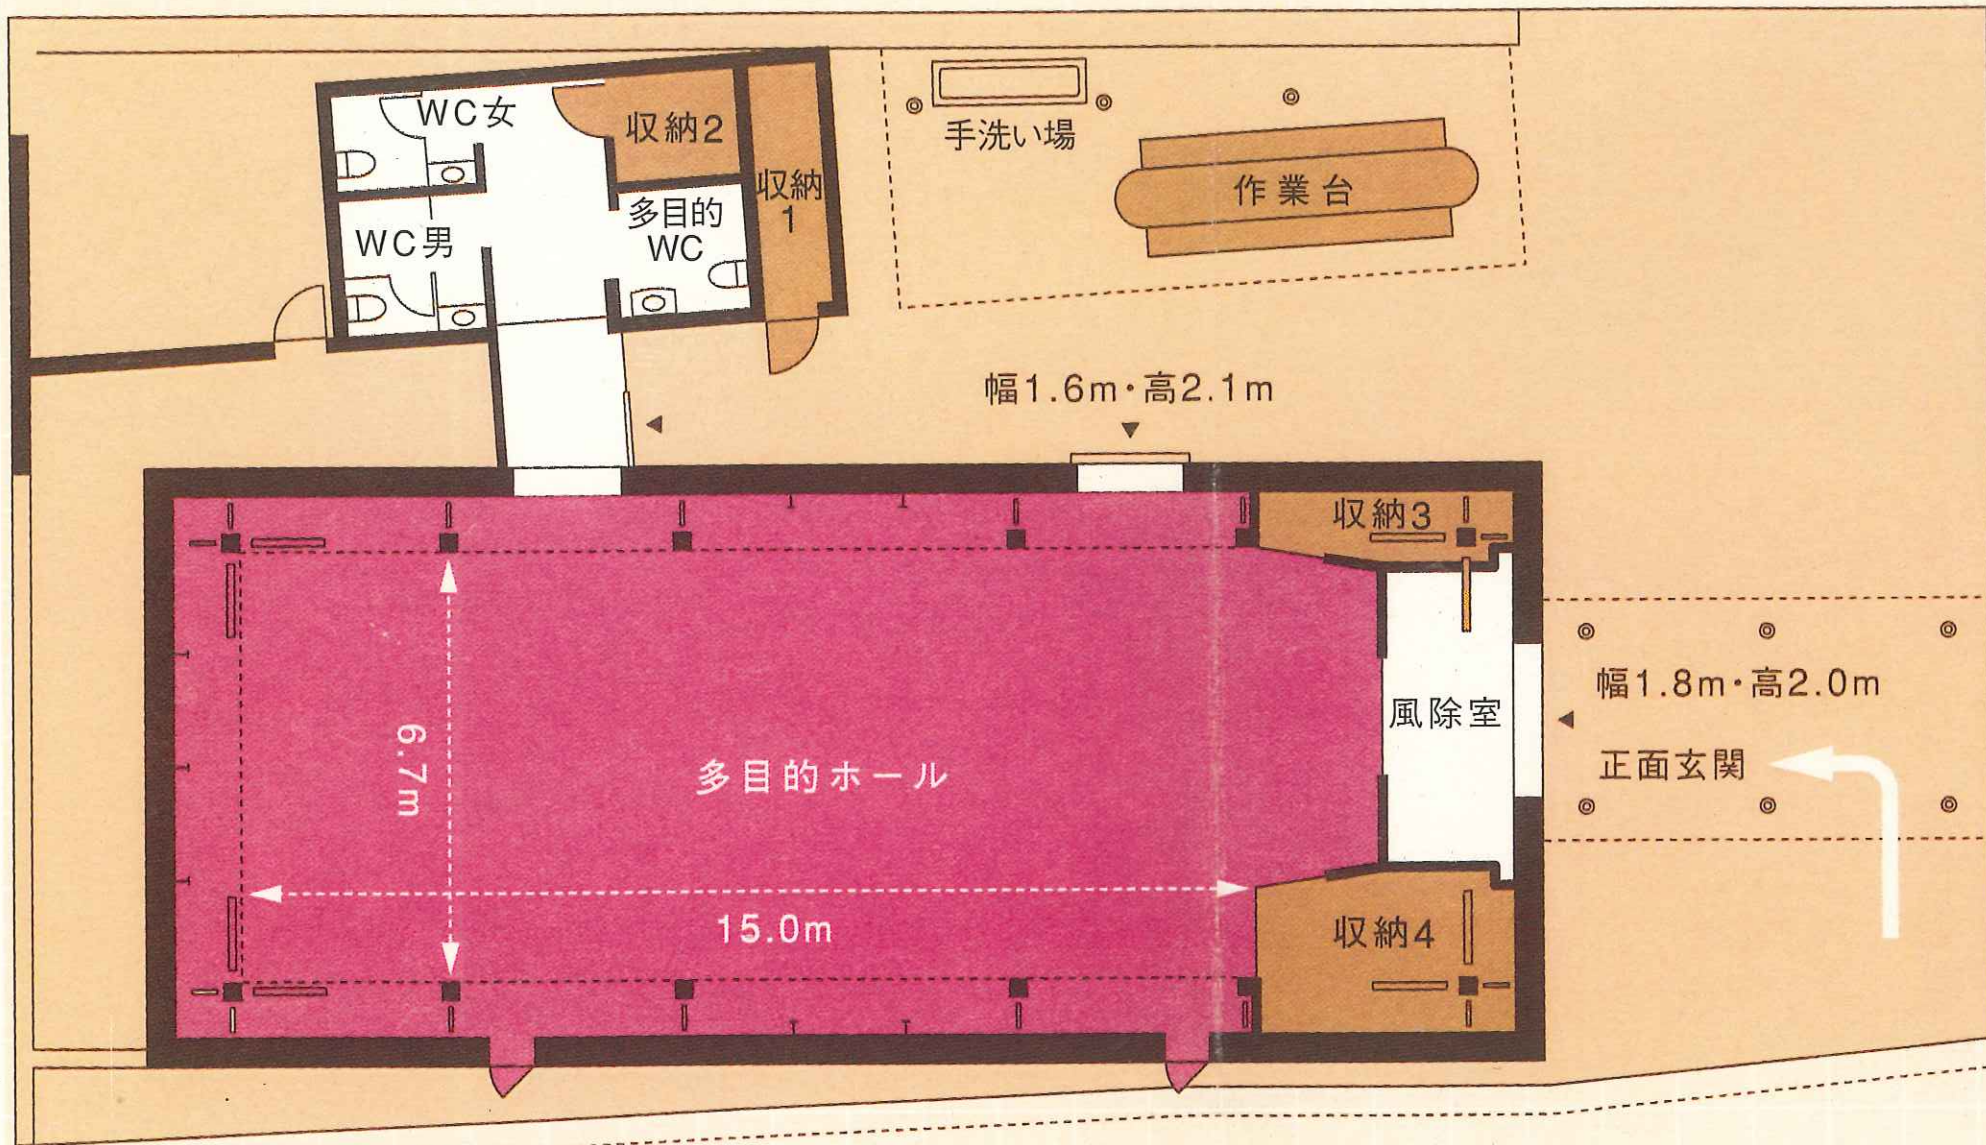 WC女
収納2
手洗い場
作業台
収納
1
多目的
WC
WC男
幅1.6m・高2.1m
収納3
幅1.8m・高2.0m
風除室
正面玄関
6.7m
多目的ホール
15.0m
収納4